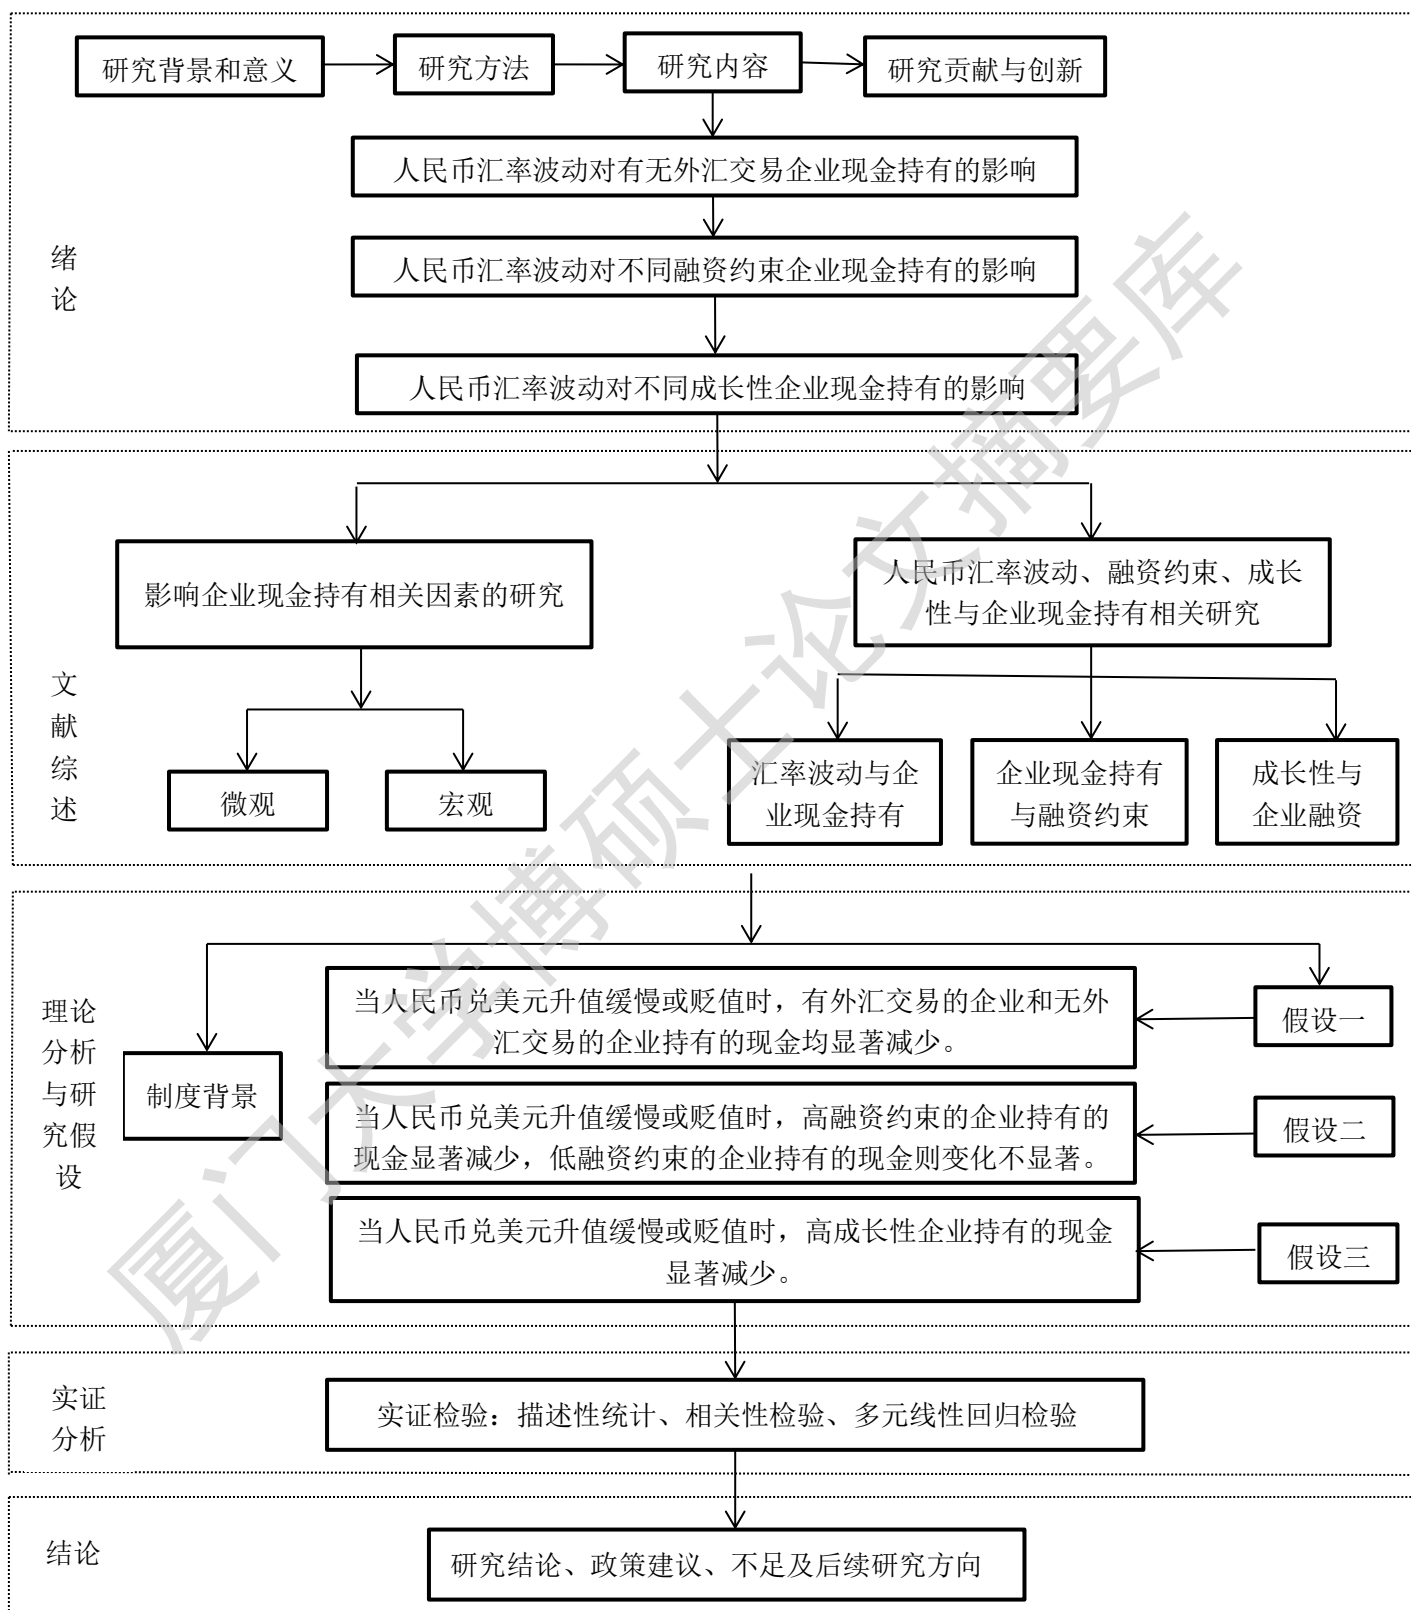 研究背景和意义
研究方法
研究内容
研究贡献与创新
人民币汇率波动对有无外汇交易企业现金持有的影响
人民币汇率波动对不同融资约束企业现金持有的影响
人民币汇率波动对不同成长性企业现金持有的影响
绪
论
影响企业现金持有相关因素的研究
人民币汇率波动、融资约束、成长
性与企业现金持有相关研究
文
献
综
述
微观
宏观
汇率波动与企
业现金持有
企业现金持有
与融资约束
成长性与
企业融资
理论
分析
与研
究假
设
制度背景
当人民币兑美元升值缓慢或贬值时，有外汇交易的企业和无外
汇交易的企业持有的现金均显著减少。
假设一
当人民币兑美元升值缓慢或贬值时，高融资约束的企业持有的
现金显著减少，低融资约束的企业持有的现金则变化不显著。
假设二
当人民币兑美元升值缓慢或贬值时，高成长性企业持有的现金
显著减少。
假设三
实证
分析
实证检验：描述性统计、相关性检验、多元线性回归检验
结论
研究结论、政策建议、不足及后续研究方向
厦门大学博硕士论文摘要库